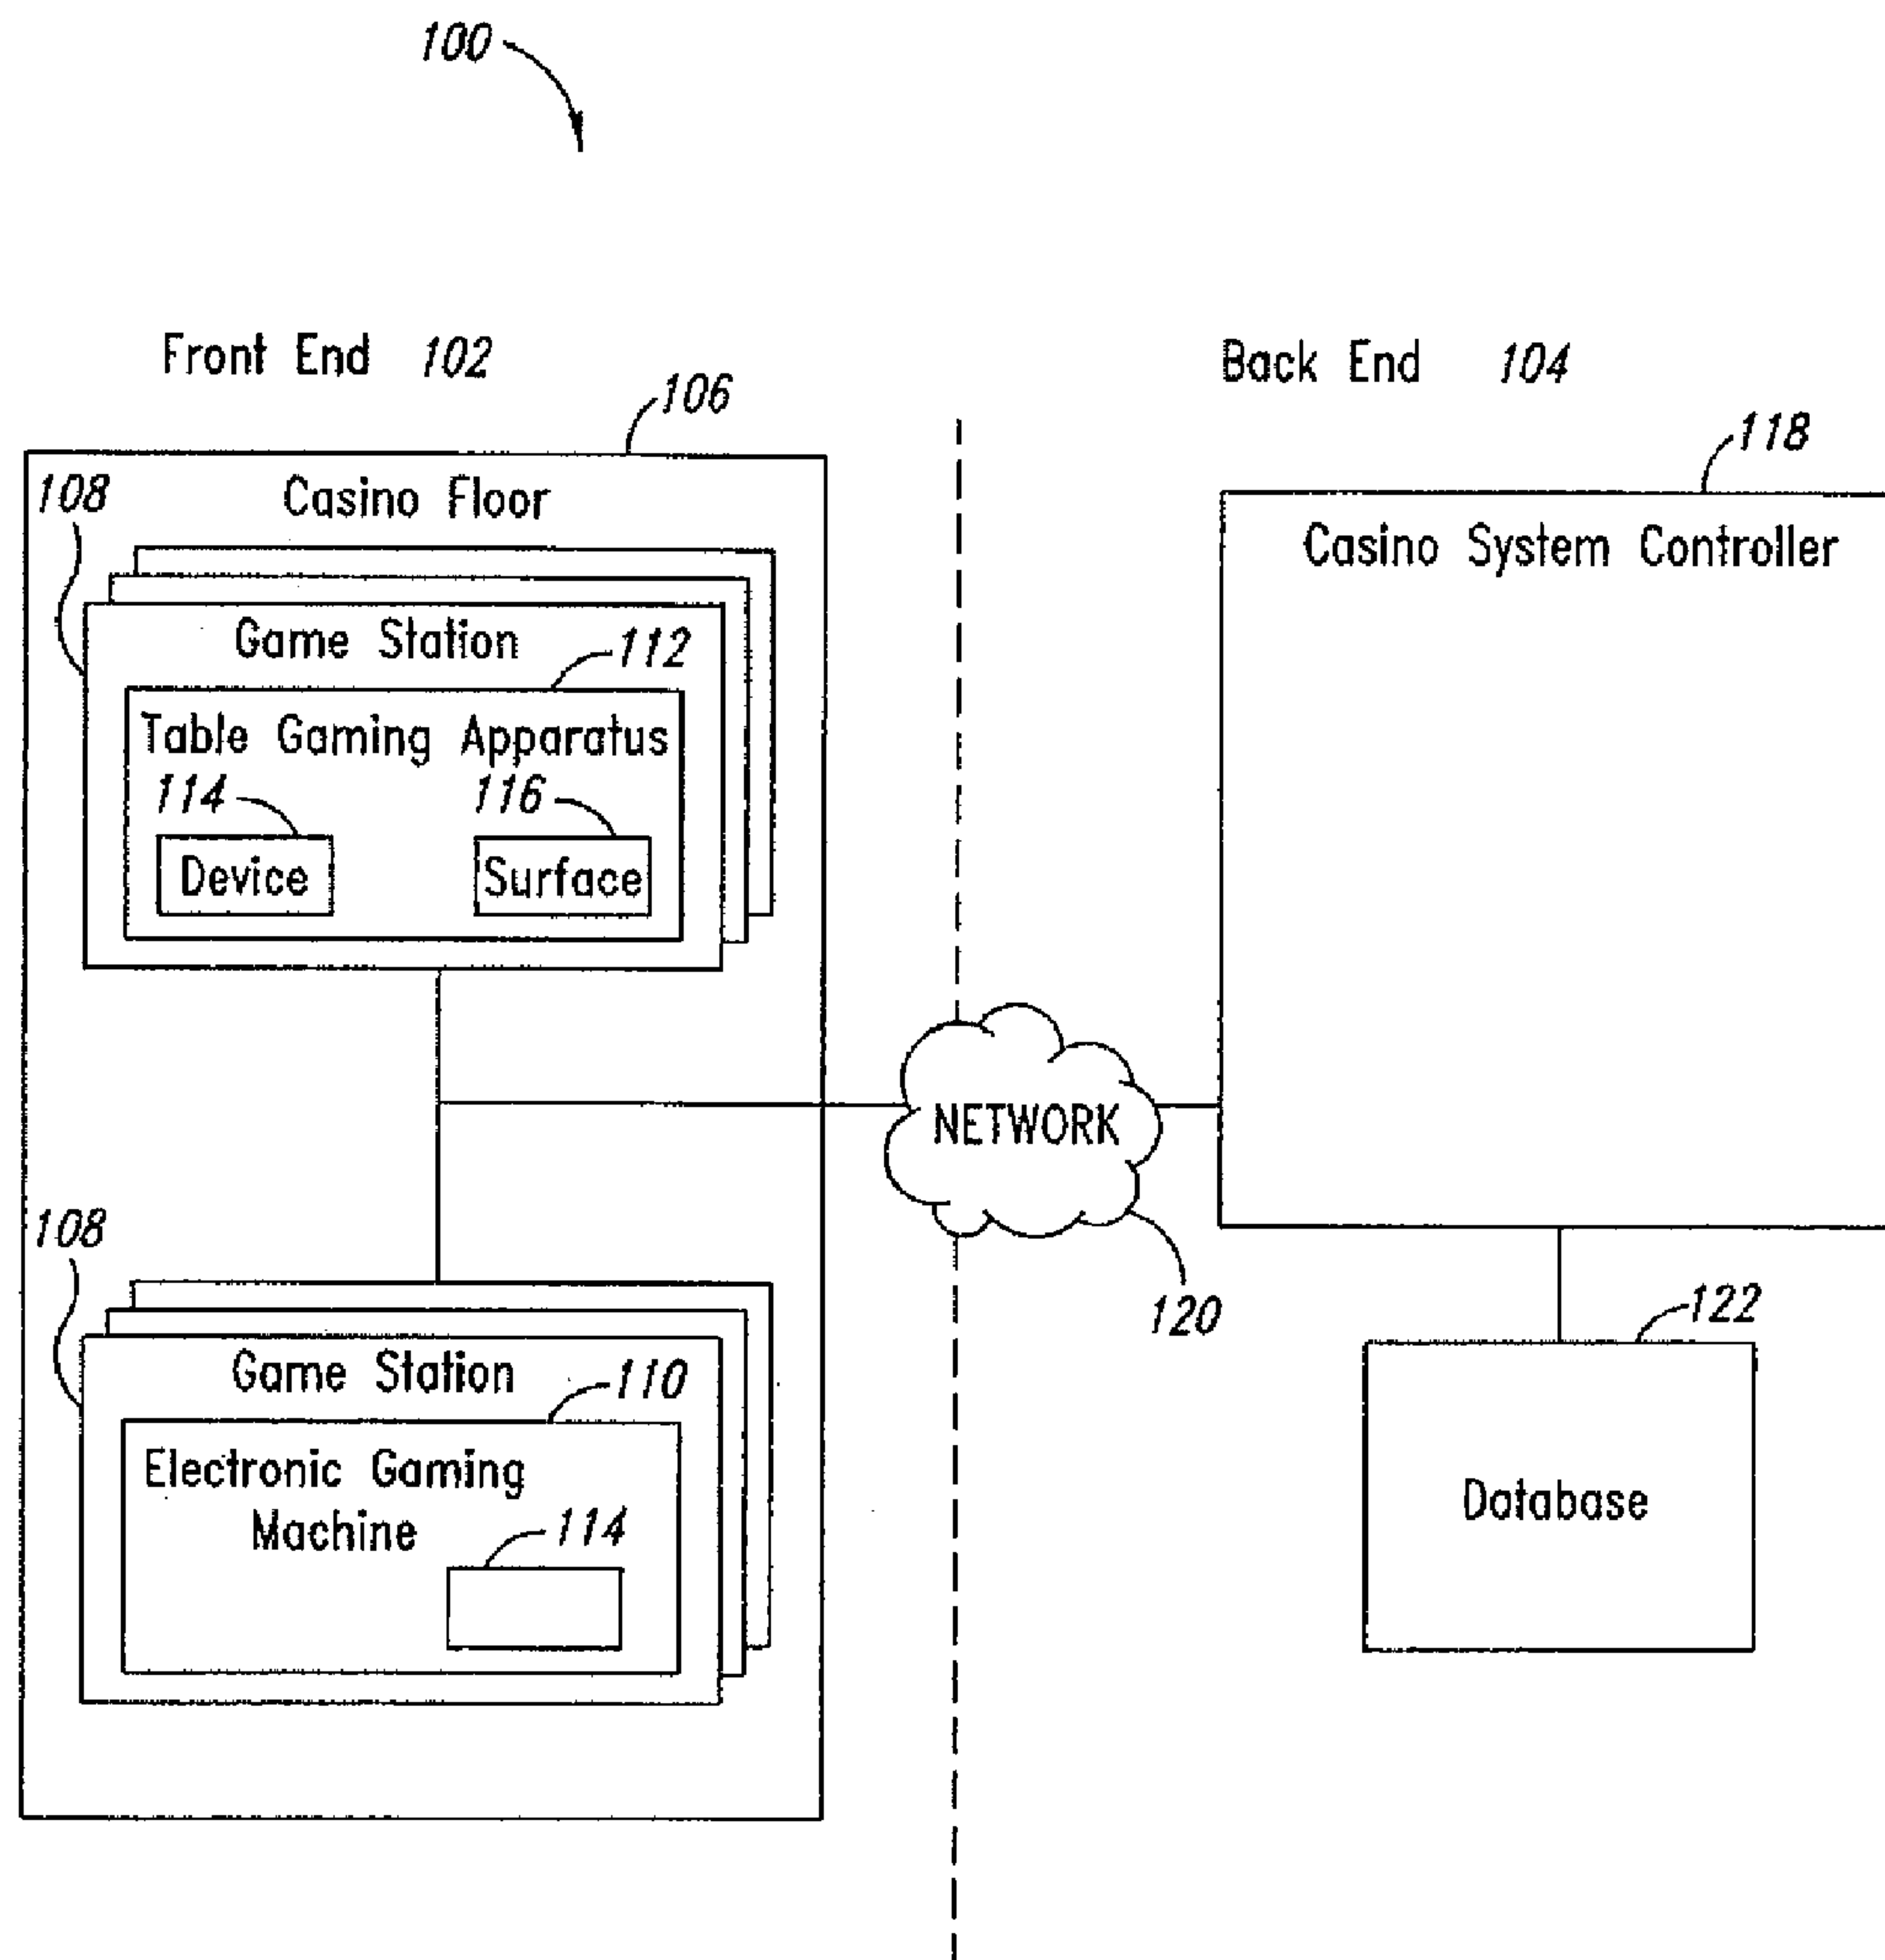 100
Front End 102
106
Casino Floor
108
Game Station
112
Table Gaming Apparatus
114
116
Device
Surface
108
Game Station
110
Electronic Gaming
Machine
114
NETWORK
120
Back End 104
118
Casino System Controller
122
Database